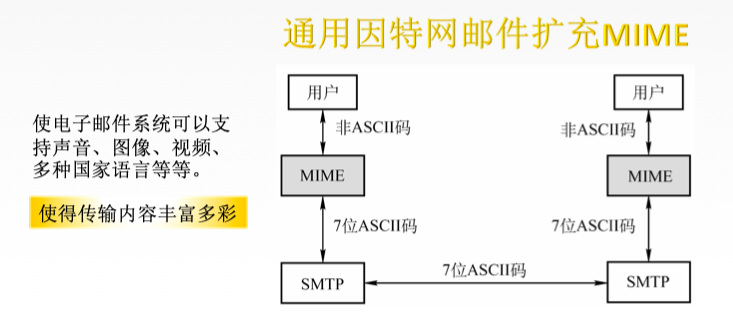 通用因特网邮件扩充MIME
使电子邮件系统可以支
持声音、图像、视频、
多种国家语言等等。
使得传输内容丰富多彩
用户
用户
非ASCII码
非ASCII码
MIME
MIME
7位ASCII码
7位ASCII码
7位ASCII码
SMTP
SMTP